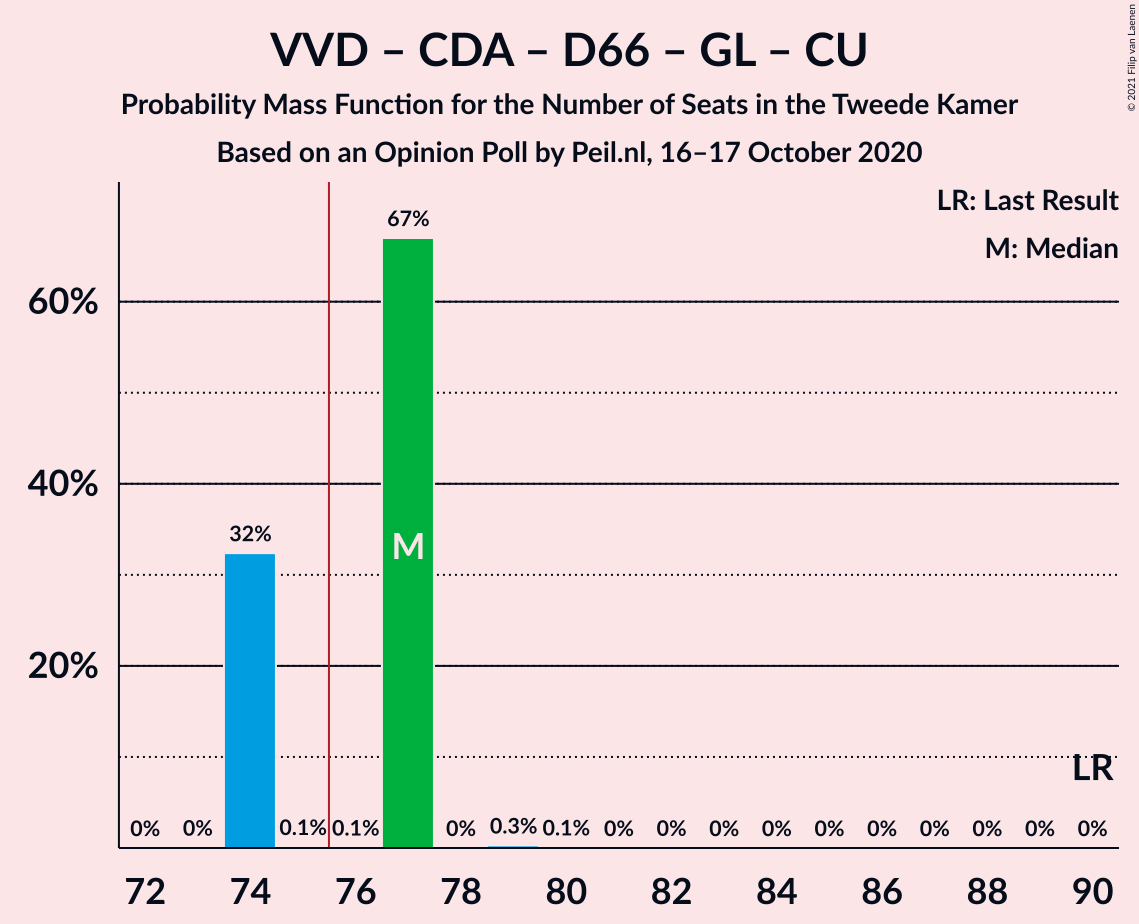 VVD – CDA – D66 – GL – CU
Probability Mass Function for the Number of Seats in the Tweede Kamer
Based on an Opinion Poll by Peil.nl, 16–17 October 2020
© 2021 Filip van Laenen
LR: Last Result
M: Median
67%
60%
40%
32%
M
20%
LR
0% 0% 0.1% 0.1% 0% 0.3% 0.1% 0% 0% 0% 0% 0% 0% 0% 0% 0% 0%
72 74 76 78 80 82 84 86 88 90